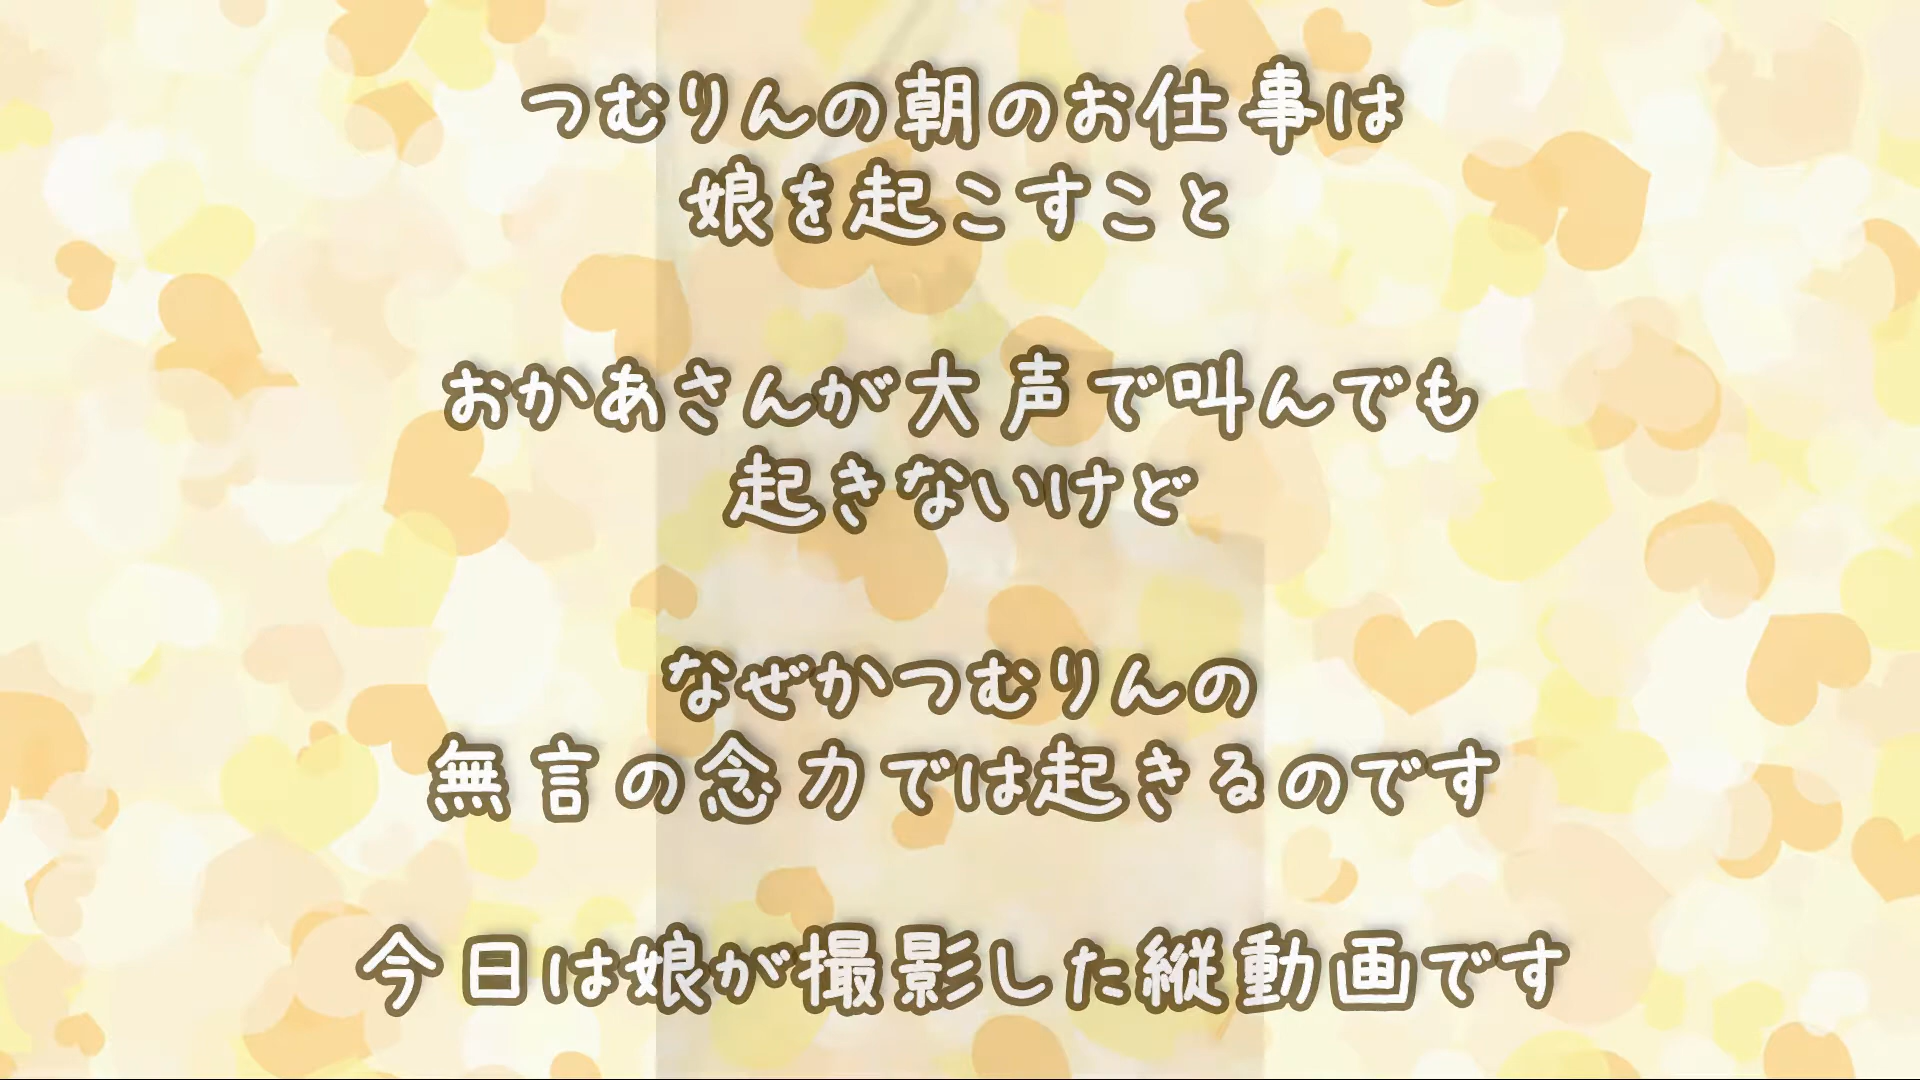 つむりんの朝のお仕事は
娘を起こすこと
おかあさんが大声で叫んでも
起きないけど
なぜかつむりんの
無言の念力では起きるのです
今日は娘が撮影した縦動画です